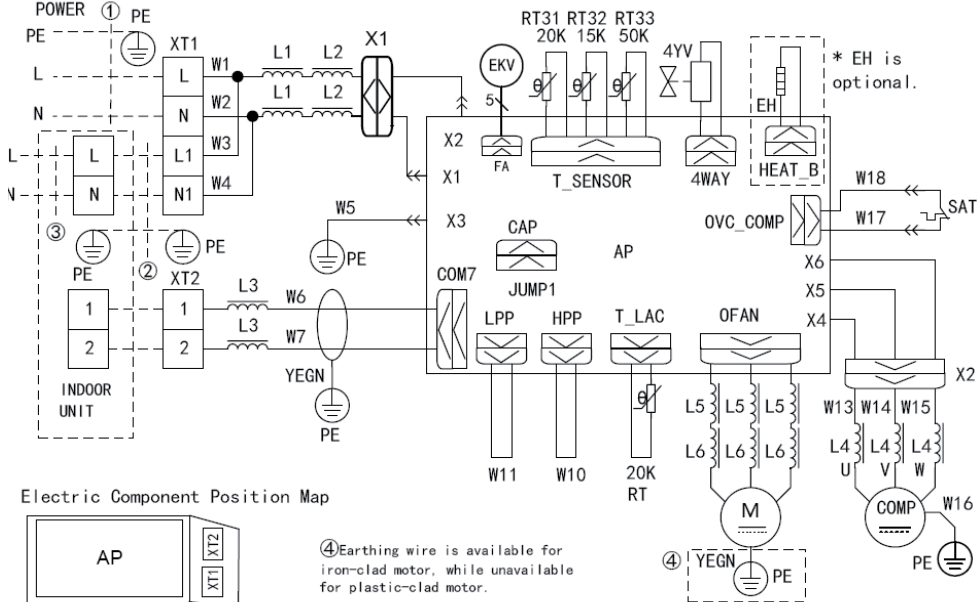 POWER ① PE
PE
XT1
L
N
L W1
N W2
L1 W3
N1 W4
L1 L2
L1 L2
X1
EKV
5
FA
RT31 RT32 RT33
20K 15K 50K
θ θ θ
T_SENSOR
4YV
4WAY
EH
HEAT_B
* EH is
optional.
L L
N N
③
PE
②
PE
X2
X1
X3
W5
PE
CAP
JUMP1
AP
OVC_COMP
W18
W17
SAT
X6
X5
X4
XT2
1 1
2 2
L3
L3
W6
W7
YEGN
PE
COM7
INDOOR
UNIT
LPP
HPP
T_LAC
OFAN
W11
W10
θ
20K
RT
L5 L5 L5
L6 L6 L6
M
④ YEGN
PE
X2
W13 W14 W15
L4 L4 L4
U V W
COMP
W16
PE
Electric Component Position Map
AP
XT2
XT1
④Earthing wire is available for
iron-clad motor, while unavailable
for plastic-clad motor.